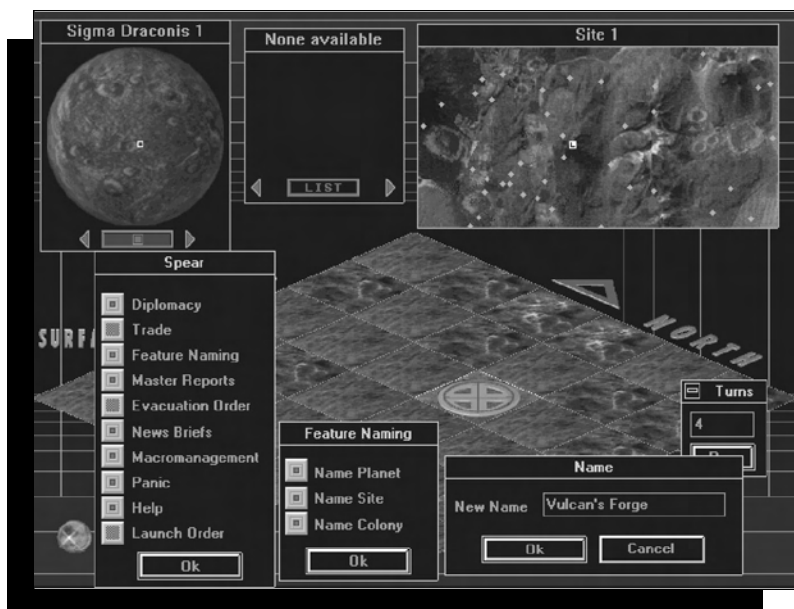 Sigma Draconis 1
None available
LIST
Site 1
NORTH
Spear
Diplomacy
Trade
Feature Naming
Master Reports
Evacuation Order
News Briefs
Macromanagement
Panic
Help
Launch Order
Ok
Feature Naming
Name Planet
Name Site
Name Colony
Ok
Turns
4
Name
New Name Vulcan's Forge
Ok Cancel